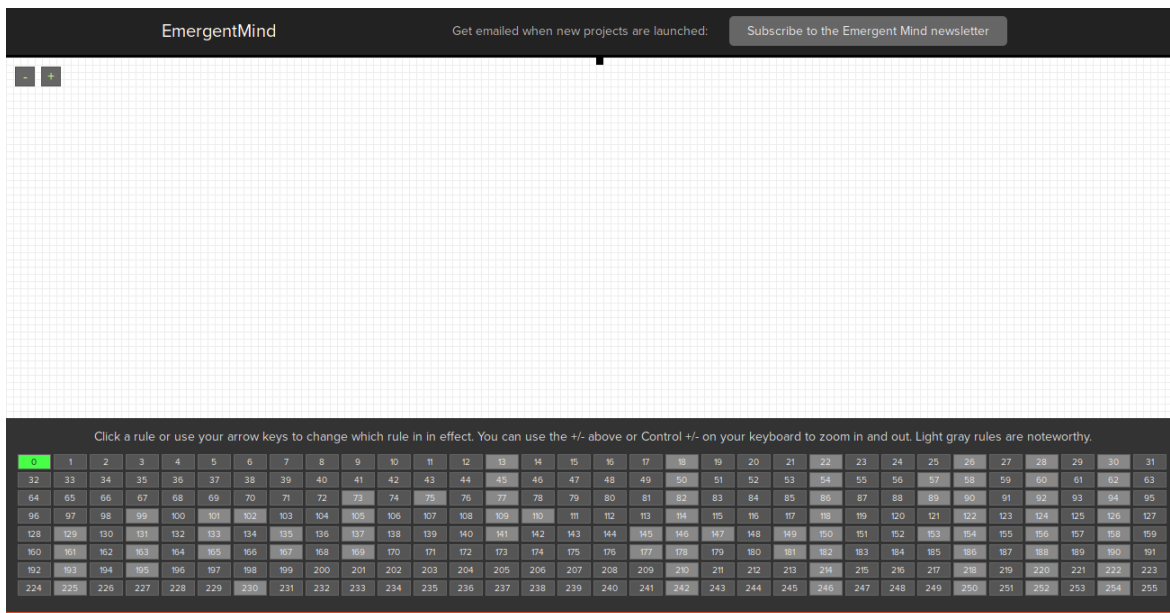 EmergentMind
Get emailed when new projects are launched:
Subscribe to the Emergent Mind newsletter
- +
Click a rule or use your arrow keys to change which rule in in effect. You can use the +/- above or Control +/- on your keyboard to zoom in and out. Light gray rules are noteworthy.
0 1 2 3 4 5 6 7 8 9 10 11 12 13 14 15 16 17 18 19 20 21 22 23 24 25 26 27 28 29 30 31
32 33 34 35 36 37 38 39 40 41 42 43 44 45 46 47 48 49 50 51 52 53 54 55 56 57 58 59 60 61 62 63
64 65 66 67 68 69 70 71 72 73 74 75 76 77 78 79 80 81 82 83 84 85 86 87 88 89 90 91 92 93 94 95
96 97 98 99 100 101 102 103 104 105 106 107 108 109 110 111 112 113 114 115 116 117 118 119 120 121 122 123 124 125 126 127
128 129 130 131 132 133 134 135 136 137 138 139 140 141 142 143 144 145 146 147 148 149 150 151 152 153 154 155 156 157 158 159
160 161 162 163 164 165 166 167 168 169 170 171 172 173 174 175 176 177 178 179 180 181 182 183 184 185 186 187 188 189 190 191
192 193 194 195 196 197 198 199 200 201 202 203 204 205 206 207 208 209 210 211 212 213 214 215 216 217 218 219 220 221 222 223
224 225 226 227 228 229 230 231 232 233 234 235 236 237 238 239 240 241 242 243 244 245 246 247 248 249 250 251 252 253 254 255